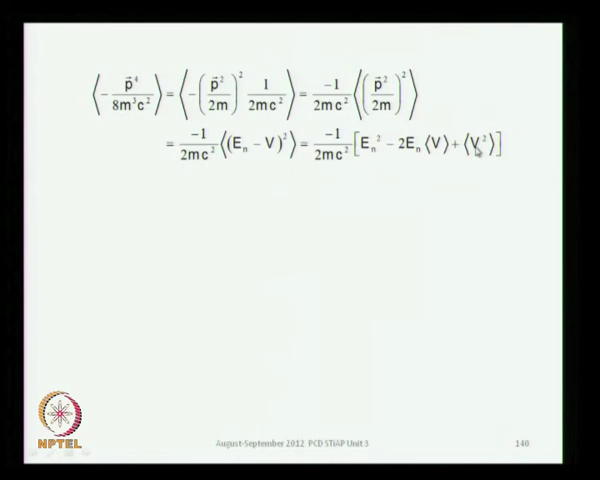 ⟨-p⃗⁴/8m³c²⟩ = ⟨-(p⃗²/2m)² 1/2mc²⟩ = -1/2mc² ⟨(p⃗²/2m)²⟩
= -1/2mc² ⟨(Eₙ - V)²⟩ = -1/2mc² [Eₙ² - 2Eₙ⟨V⟩ + ⟨V²⟩]
NPTEL
August-September 2012 PCD STiAP Unit 3
140